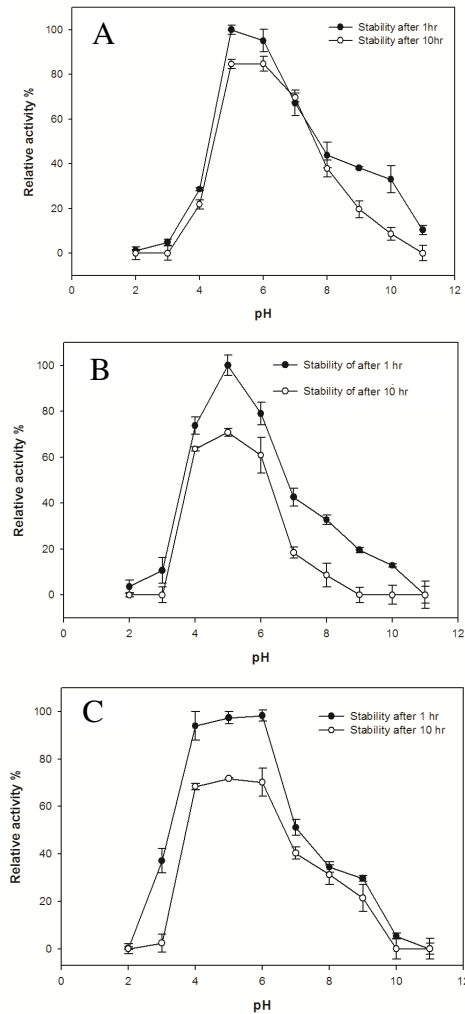 A
Stability after 1hr
Stability after 10hr
100
80
60
40
20
0
Relative activity %
0 2 4 6 8 10 12
pH
B
Stability of after 1 hr
Stability of after 10 hr
100
80
60
40
20
0
Relative activity %
0 2 4 6 8 10 12
pH
C
Stability after 1 hr
Stability after 10 hr
100
80
60
40
20
0
Relative activity %
0 2 4 6 8 10 12
pH